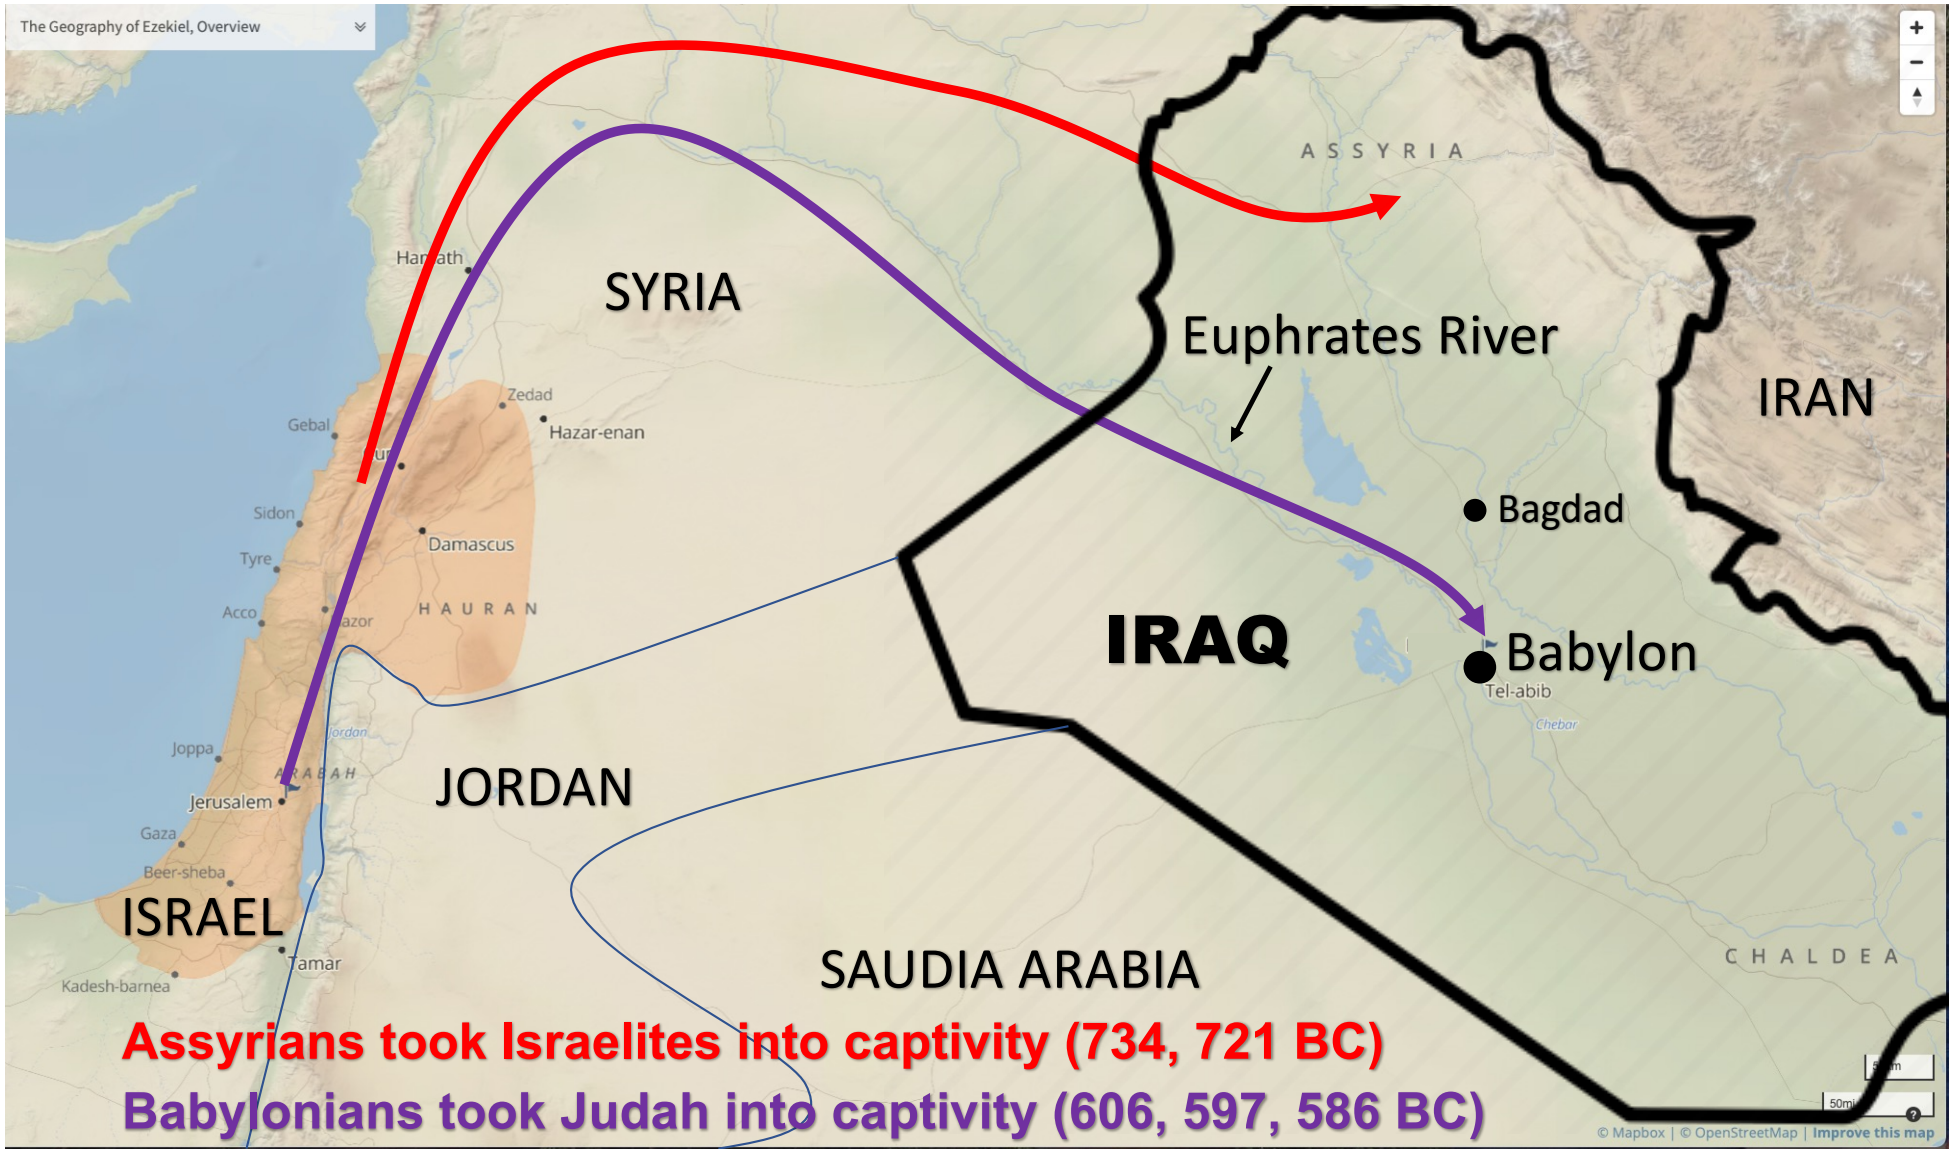 The Geography of Ezekiel, Overview
+
−
ASSYRIA
Hamath
SYRIA
Euphrates River
IRAN
Zedad
Gebal
Hazar-enan
Sidon
Bagdad
Damascus
Tyre
HAURAN
Acco
IRAQ
Babylon
Tel-abib
Chebar
Jordan
Joppa
ARABAH
JORDAN
Jerusalem
Gaza
Beer-sheba
ISRAEL
CHALDEA
Tamar
SAUDIA ARABIA
Kadesh-barnea
Assyrians took Israelites into captivity (734, 721 BC)
Babylonians took Judah into captivity (606, 597, 586 BC)
50mi
?
© Mapbox | © OpenStreetMap | Improve this map